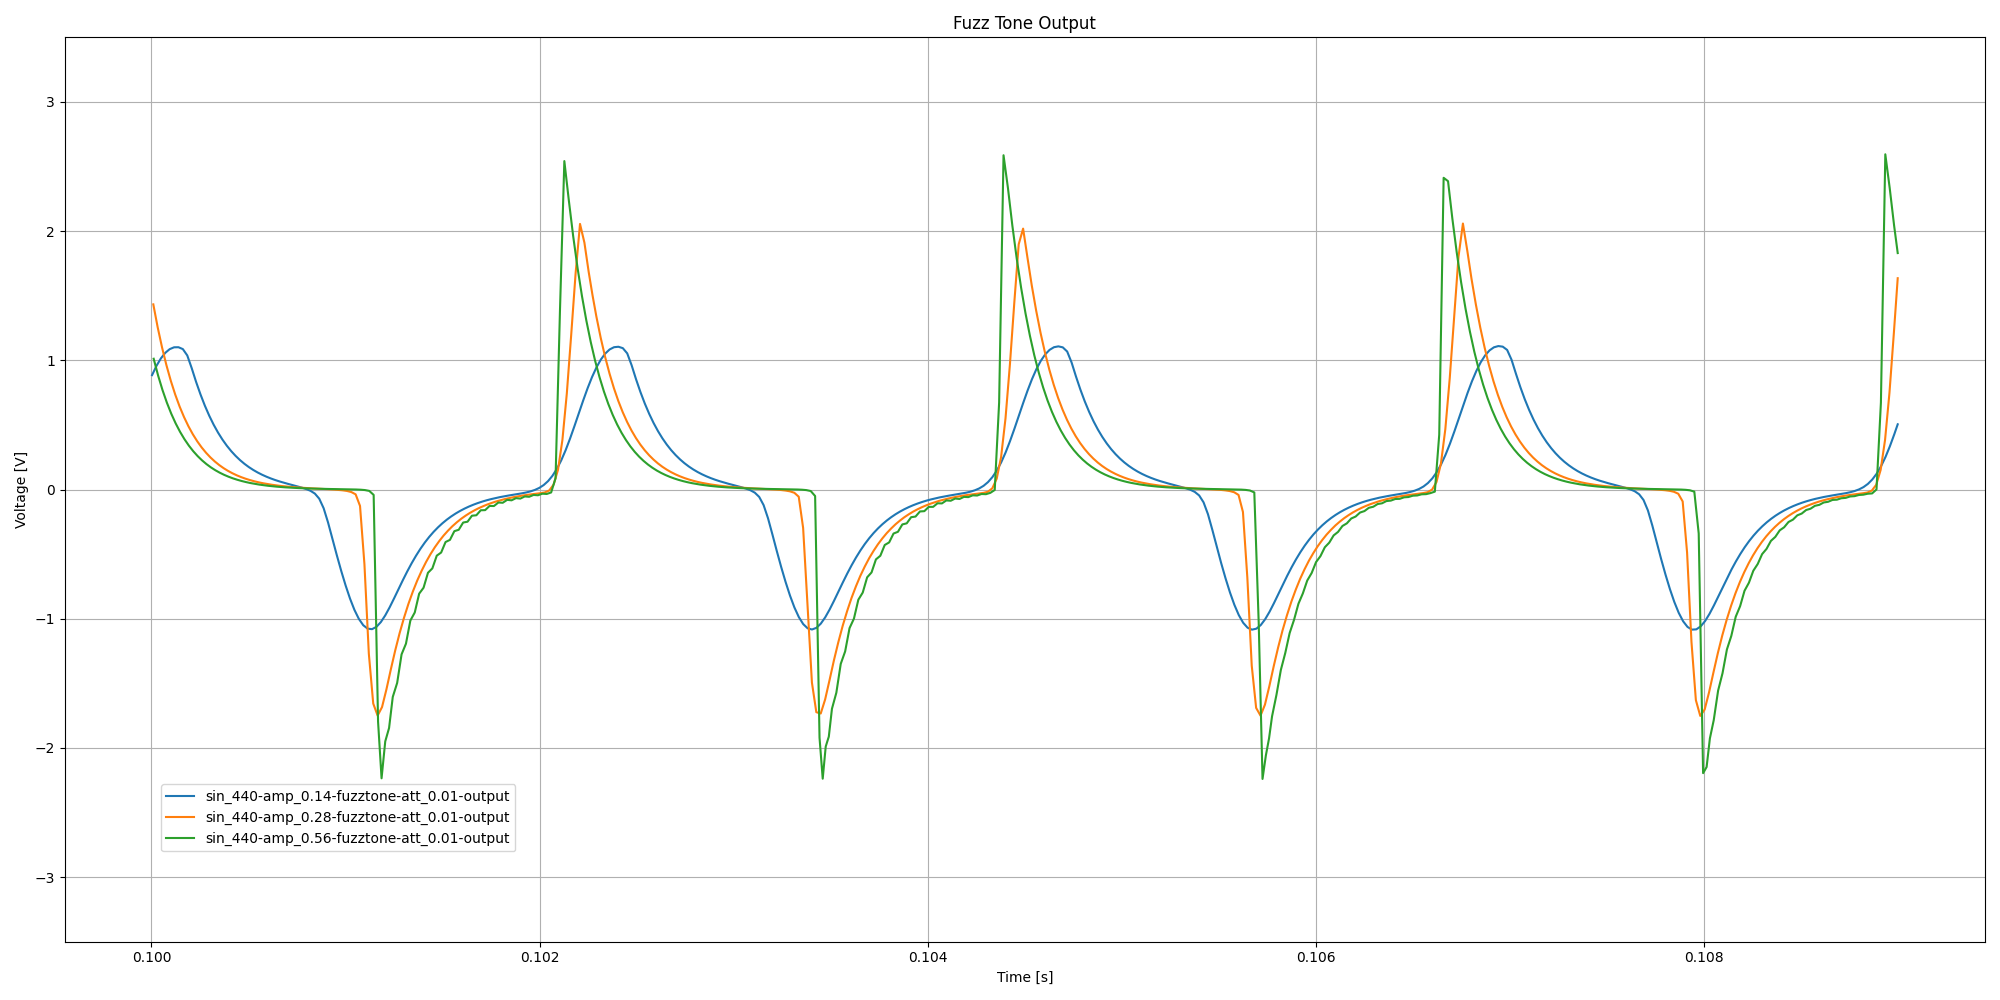 Fuzz Tone Output
Voltage [V]
3
2
1
0
−1
−2
−3
sin_440-amp_0.14-fuzztone-att_0.01-output
sin_440-amp_0.28-fuzztone-att_0.01-output
sin_440-amp_0.56-fuzztone-att_0.01-output
0.100 0.102 0.104 0.106 0.108
Time [s]